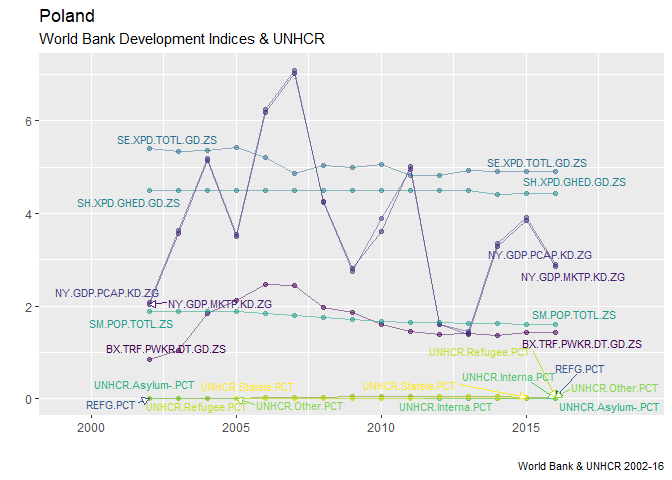 Poland
World Bank Development Indices & UNHCR
6
SE.XPD.TOTL.GD.ZS
SE.XPD.TOTL.GD.ZS
SH.XPD.GHED.GD.ZS
SH.XPD.GHED.GD.ZS
4
NY.GDP.PCAP.KD.ZG
NY.GDP.MKTP.KD.ZG
NY.GDP.PCAP.KD.ZG
NY.GDP.MKTP.KD.ZG
2
SM.POP.TOTL.ZS
SM.POP.TOTL.ZS
BX.TRF.PWKR.DT.GD.ZS
BX.TRF.PWKR.DT.GD.ZS
UNHCR.Refugee.PCT
REFG.PCT
UNHCR.Interna.PCT
UNHCR.Asylum-.PCT
UNHCR.Statele.PCT
UNHCR.Statele.PCT
UNHCR.Other.PCT
0
REFG.PCT
UNHCR.Refugee.PCT
UNHCR.Other.PCT
UNHCR.Interna.PCT
UNHCR.Asylum-.PCT
2000
2005
2010
2015
World Bank & UNHCR 2002-16